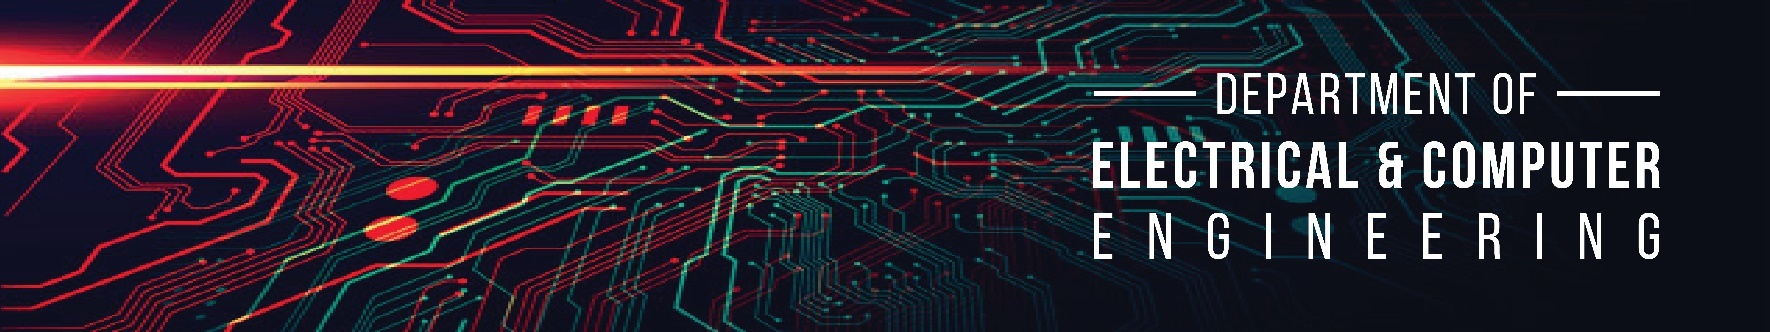 DEPARTMENT OF
ELECTRICAL & COMPUTER
ENGINEERING